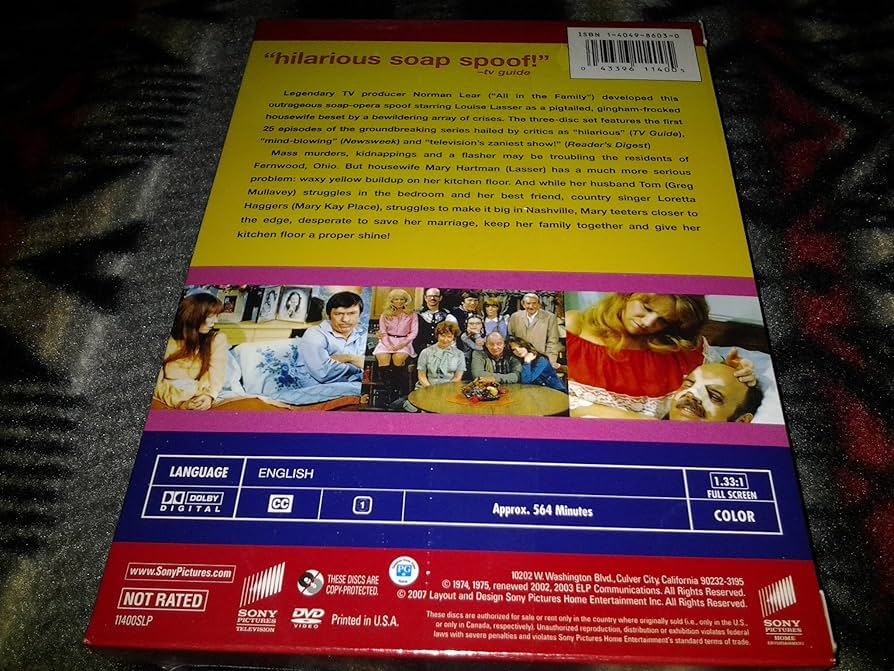 ISBN 1-4049-8603-0
0 43396 11400 5
"hilarious soap spoof!"
–tv guide
Legendary TV producer Norman Lear ("All in the Family") developed this
outrageous soap-opera spoof starring Louise Lasser as a pigtailed, gingham-frocked
housewife beset by a bewildering array of crises. The three-disc set features the first
25 episodes of the groundbreaking series hailed by critics as "hilarious" (TV Guide),
"mind-blowing" (Newsweek) and "television's zaniest show!" (Reader's Digest)
Mass murders, kidnappings and a flasher may be troubling the residents of
Fernwood, Ohio. But housewife Mary Hartman (Lasser) has a much more serious
problem: waxy yellow buildup on her kitchen floor. And while her husband Tom (Greg
Mullavey) struggles in the bedroom and her best friend, country singer Loretta
Haggers (Mary Kay Place), struggles to make it big in Nashville, Mary teeters closer to
the edge, desperate to save her marriage, keep her family together and give her
kitchen floor a proper shine!
LANGUAGE ENGLISH
1.33:1
FULL SCREEN
DOLBY
DIGITAL
CC
1
Approx. 564 Minutes
COLOR
www.SonyPictures.com
NOT RATED
11400SLP
SONY
PICTURES
TELEVISION
THESE DISCS ARE
COPY-PROTECTED.
DVD
VIDEO
Printed in U.S.A.
PG
10202 W. Washington Blvd., Culver City, California 90232-3195
© 1974, 1975, renewed 2002, 2003 ELP Communications. All Rights Reserved.
© 2007 Layout and Design Sony Pictures Home Entertainment Inc. All Rights Reserved.
These discs are authorized for sale or rent only in the country where originally sold (i.e., only in the U.S.
or only in Canada, respectively). Unauthorized reproduction, distribution or exhibition violates federal
laws with severe penalties and violates Sony Pictures Home Entertainment's standard terms of trade.
SONY
PICTURES
HOME ENTERTAINMENT